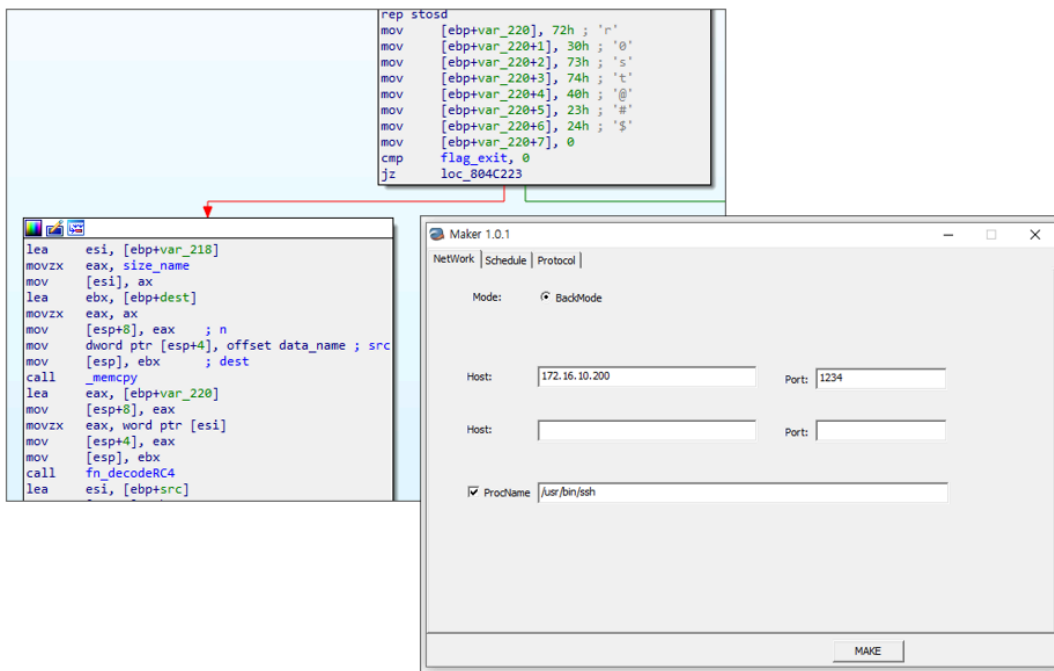 rep stosd
mov [ebp+var_220], 72h ; 'r'
mov [ebp+var_220+1], 30h ; '0'
mov [ebp+var_220+2], 73h ; 's'
mov [ebp+var_220+3], 74h ; 't'
mov [ebp+var_220+4], 40h ; '@'
mov [ebp+var_220+5], 23h ; '#'
mov [ebp+var_220+6], 24h ; '$'
mov [ebp+var_220+7], 0
cmp flag_exit, 0
jz loc_804C223
lea esi, [ebp+var_218]
movzx eax, size_name
mov [esi], ax
lea ebx, [ebp+dest]
movzx eax, ax
mov [esp+8], eax ; n
mov dword ptr [esp+4], offset data_name ; src
mov [esp], ebx ; dest
call _memcpy
lea eax, [ebp+var_220]
mov [esp+8], eax
movzx eax, word ptr [esi]
mov [esp+4], eax
mov [esp], ebx
call fn_decodeRC4
lea esi, [ebp+src]
Maker 1.0.1
NetWork Schedule Protocol
Mode: BackMode
Host: 172.16.10.200 Port: 1234
Host: Port:
ProcName /usr/bin/ssh
MAKE